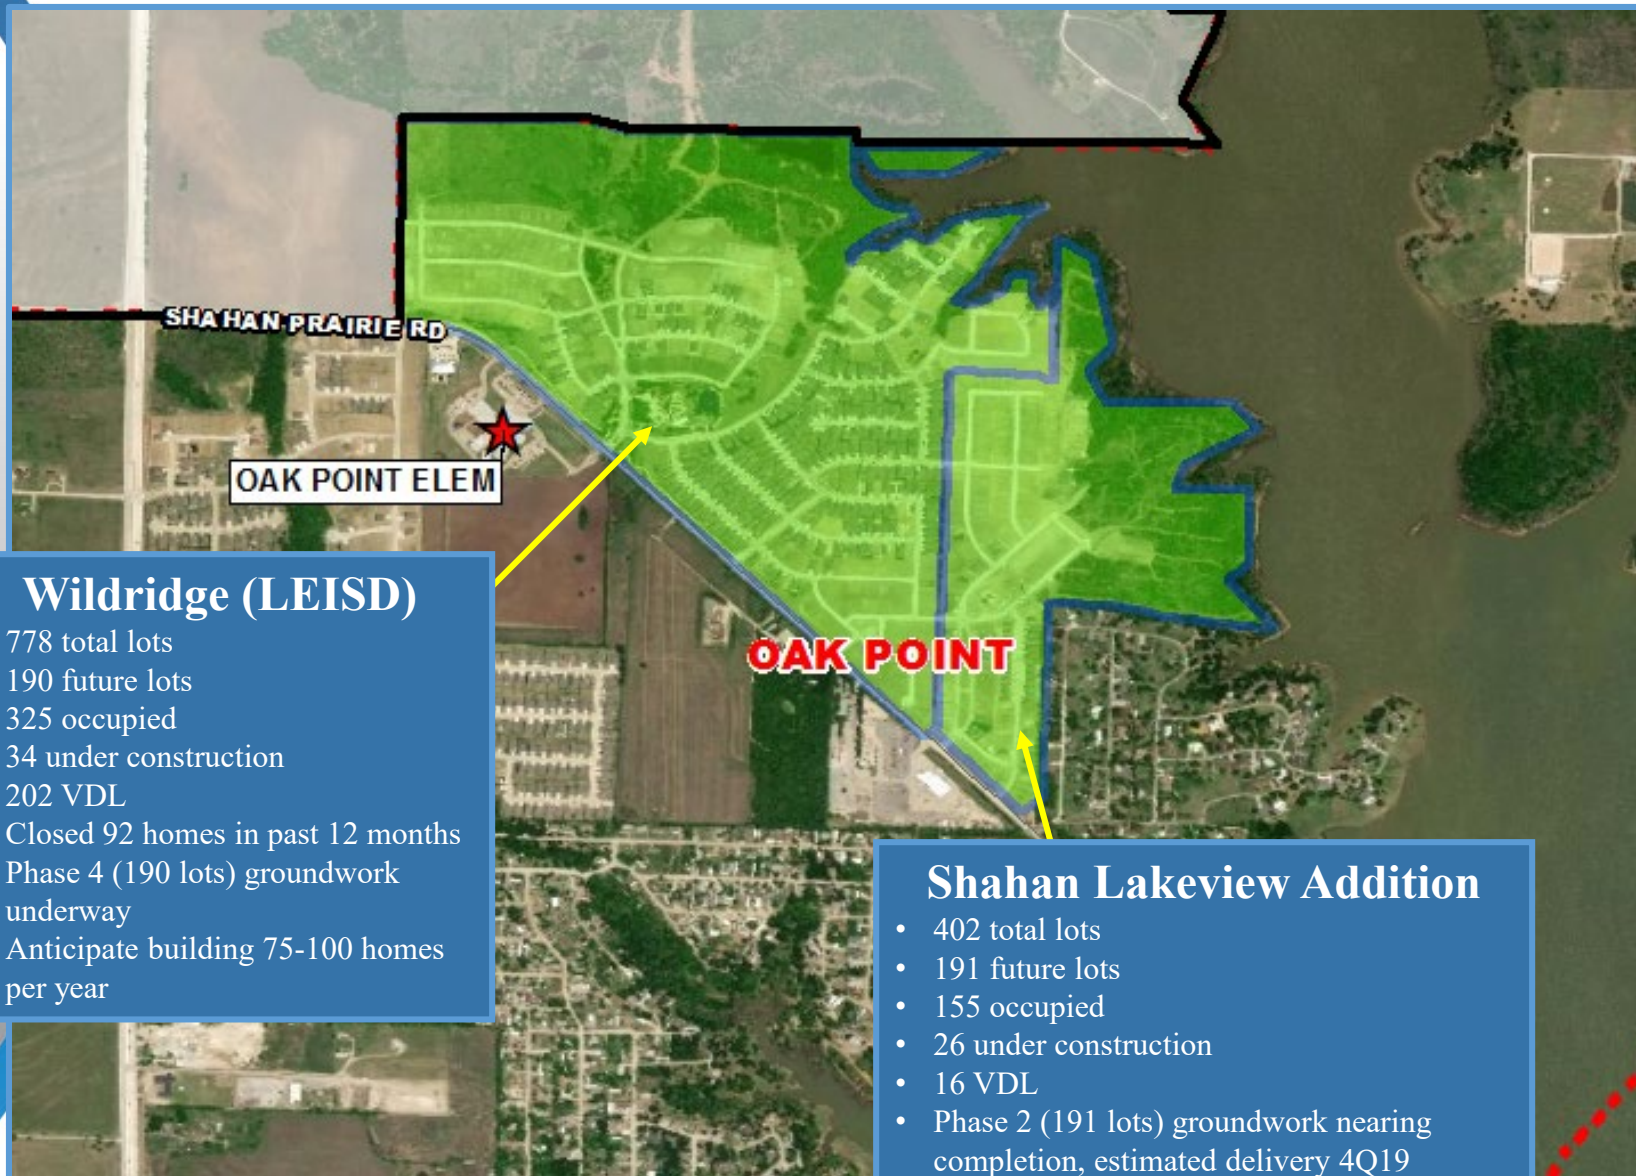 SHAHAN PRAIRIE RD
OAK POINT ELEM
OAK POINT
Wildridge (LEISD)
778 total lots
190 future lots
325 occupied
34 under construction
202 VDL
Closed 92 homes in past 12 months
Phase 4 (190 lots) groundwork
underway
Anticipate building 75-100 homes
per year
Shahan Lakeview Addition
• 402 total lots
• 191 future lots
• 155 occupied
• 26 under construction
• 16 VDL
• Phase 2 (191 lots) groundwork nearing
completion, estimated delivery 4Q19